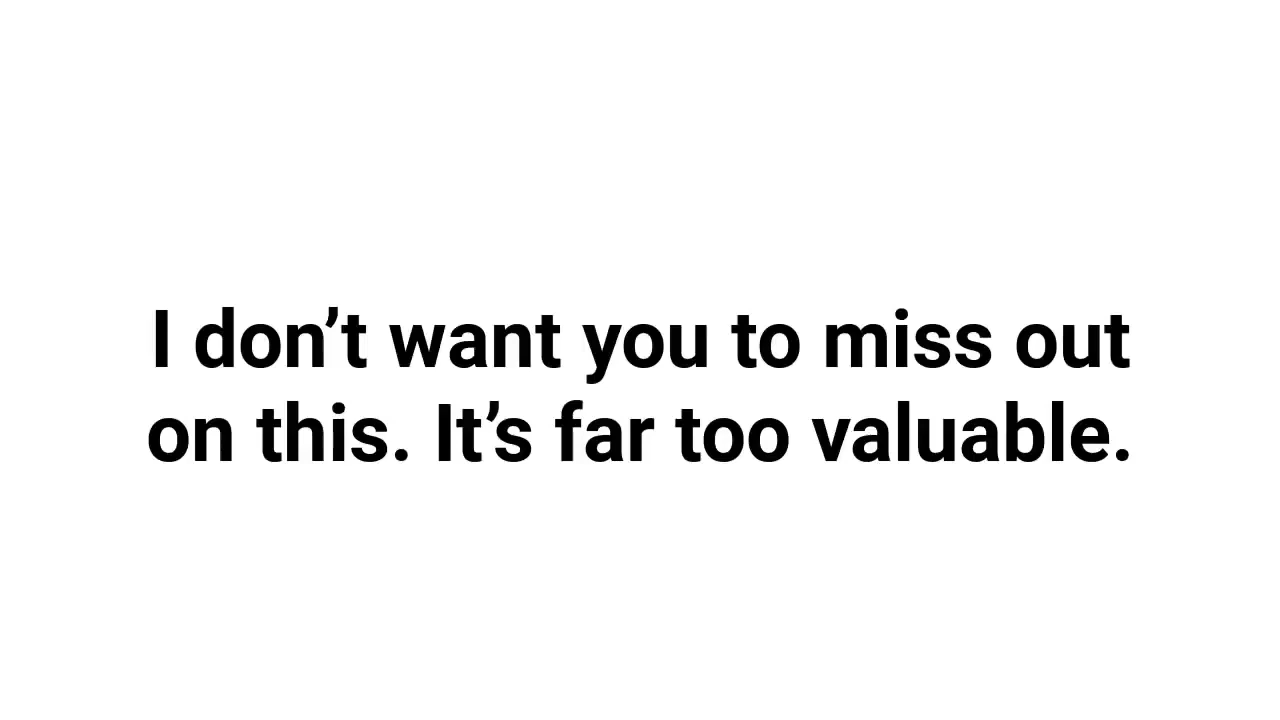 I don’t want you to miss out
on this. It’s far too valuable.